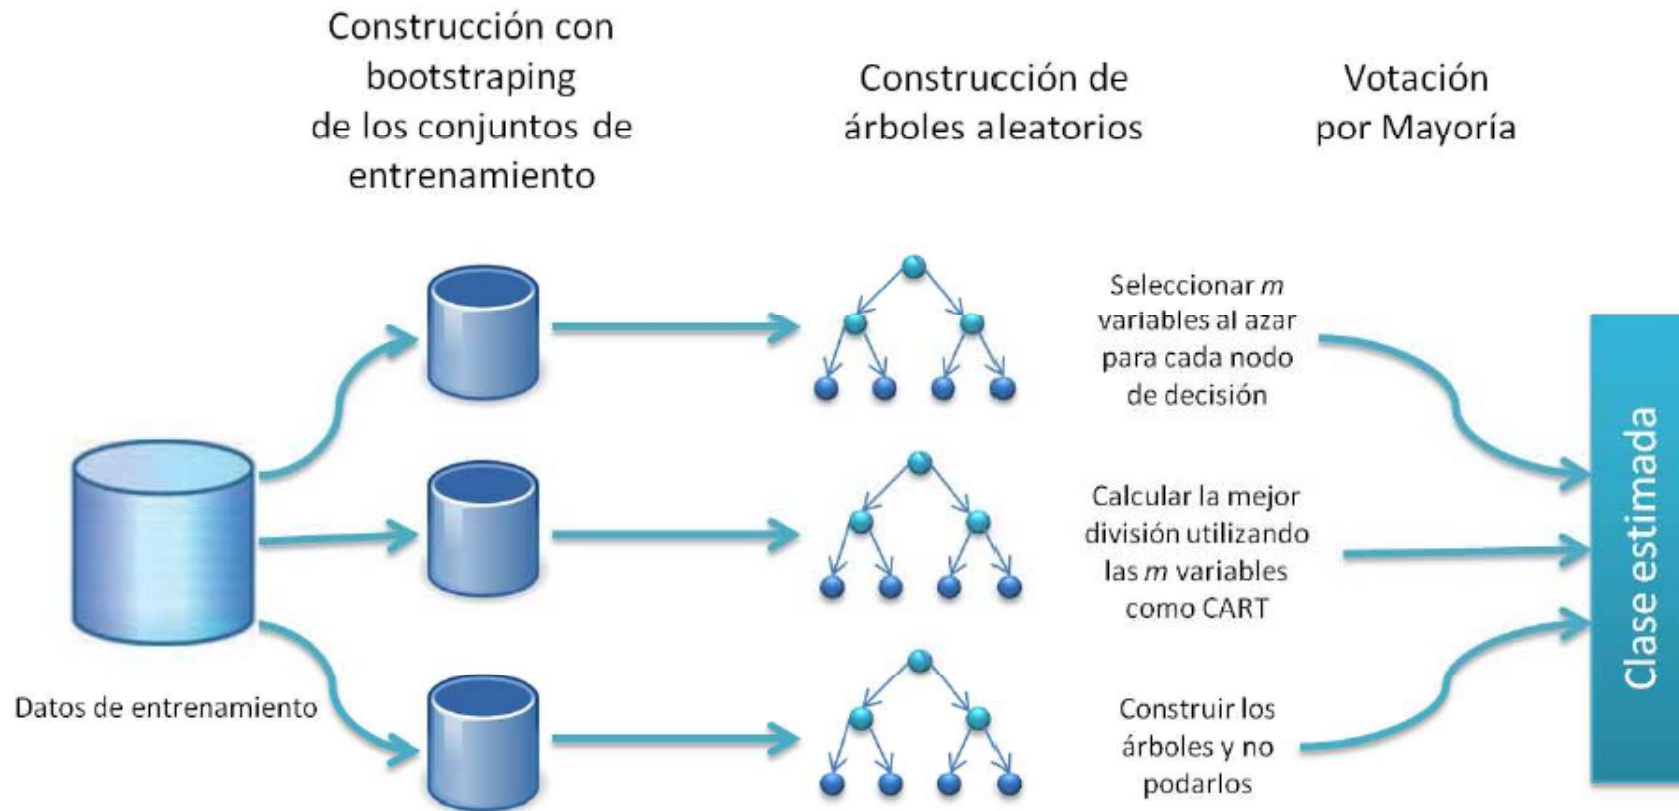 Construcción con
bootstraping
de los conjuntos de
entrenamiento
Construcción de
árboles aleatorios
Votación
por Mayoría
Seleccionar m
variables al azar
para cada nodo
de decisión
Calcular la mejor
división utilizando
las m variables
como CART
Construir los
árboles y no
podarlos
Datos de entrenamiento
Clase estimada